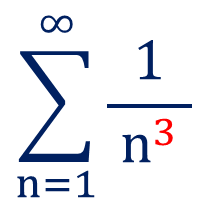 ∞
∑ 1/n³
n=1